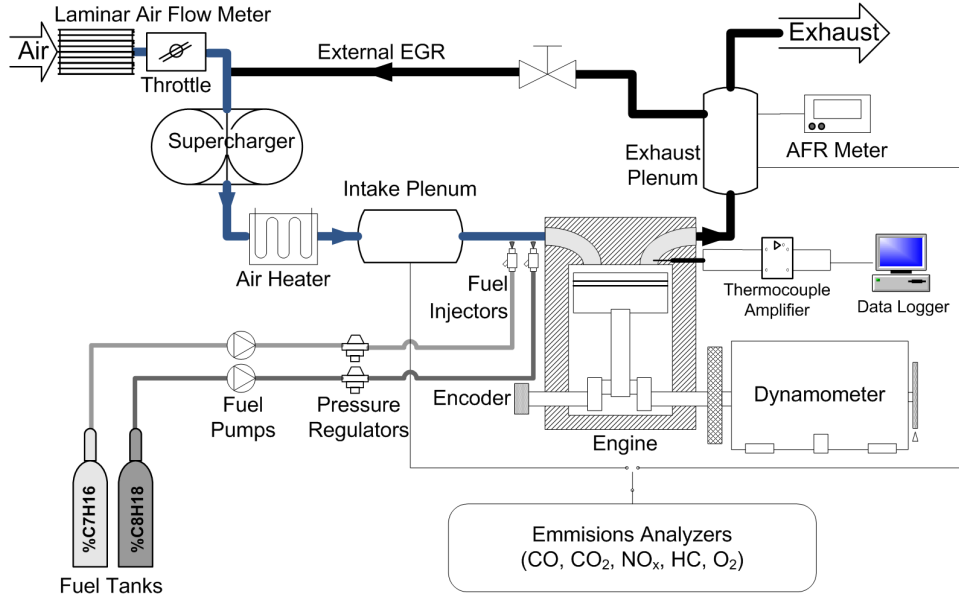 Laminar Air Flow Meter
Air
Throttle
External EGR
Exhaust
Supercharger
Exhaust
Plenum
AFR Meter
Intake Plenum
Air Heater
Fuel
Injectors
Thermocouple
Amplifier
Data Logger
Fuel
Pumps
Pressure
Regulators
Encoder
Engine
Dynamometer
%C7H16
%C8H18
Fuel Tanks
Emmisions Analyzers
(CO, CO₂, NOₓ, HC, O₂)